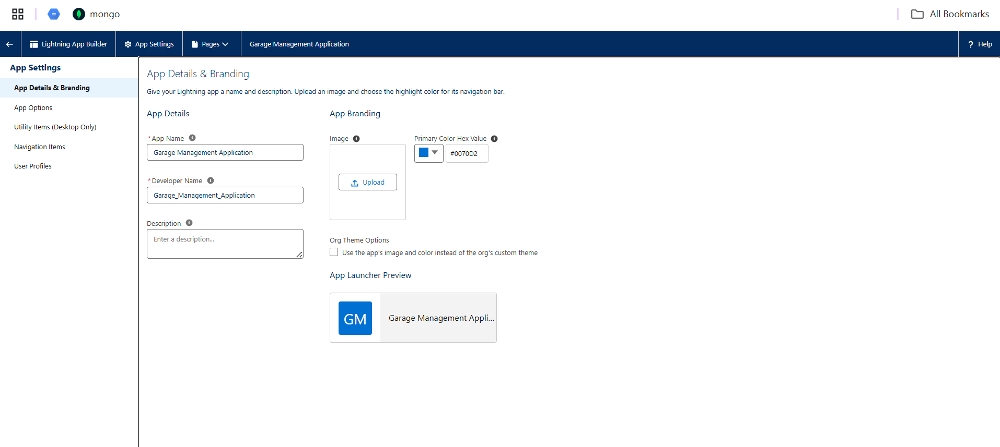 mongo
All Bookmarks
Lightning App Builder
App Settings
Pages
Garage Management Application
? Help
App Settings
App Details & Branding
App Options
Utility Items (Desktop Only)
Navigation Items
User Profiles
App Details & Branding
Give your Lightning app a name and description. Upload an image and choose the highlight color for its navigation bar.
App Details
*App Name
Garage Management Application
*Developer Name
Garage_Management_Application
Description
Enter a description...
App Branding
Image
Upload
Primary Color Hex Value
#0070D2
Org Theme Options
Use the app's image and color instead of the org's custom theme
App Launcher Preview
GM
Garage Management Appli...